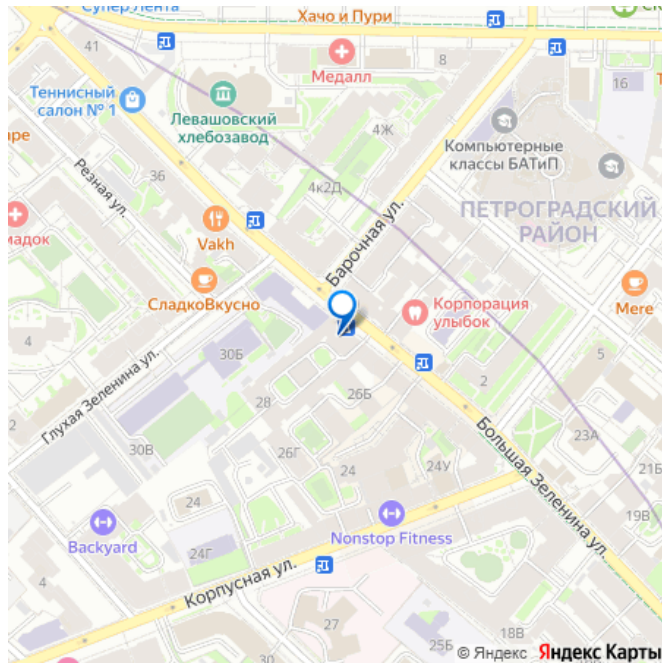 Супер Лента
Хачо и Пури
41
Медалл
8
16
Теннисный
салон № 1
Левашовский
хлебозавод
4Ж
Компьютерные
классы БАТиП
Резная ул.
36
4к2Д
ПЕТРОГРАДСКИЙ
РАЙОН
мадок
Vakh
Барочная ул.
СладкоВкусно
Корпорация
улыбок
Mere
30Б
5
4
2
Глухая Зеленина ул.
28
26Б
Большая Зеленина ул.
23А
30В
26Г
24
24У
21Б
24
19В
Backyard
24Г
Nonstop Fitness
Корпусная ул.
4
27
25Б
18В
© Яндекс Яндекс Карты